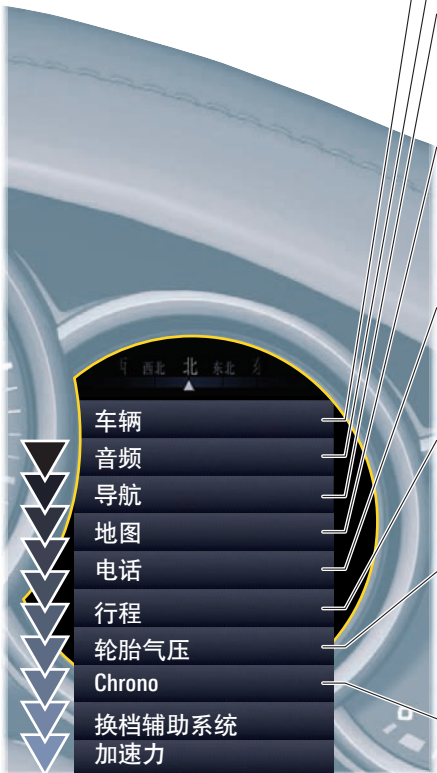 西北 北 东北
车辆
音频
导航
地图
电话
行程
轮胎气压
Chrono
换档辅助系统
加速力